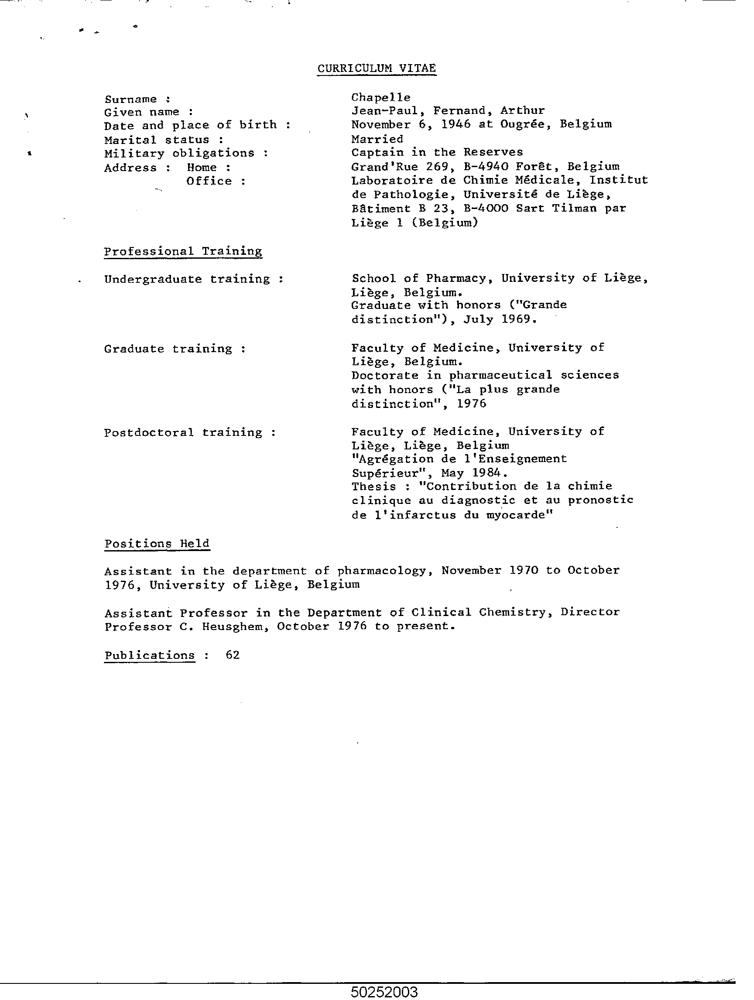 CURRICULUM VITAE
Surname : Chapelle
Given name : Jean-Paul, Fernand, Arthur
Date and place of birth : November 6, 1946 at Ougrée, Belgium
Marital status : Married
Military obligations : Captain in the Reserves
Address : Home : Grand'Rue 269, B-4940 Forêt, Belgium
Office : Laboratoire de Chimie Médicale, Institut
de Pathologie, Université de Liège,
Bâtiment B 23, B-4000 Sart Tilman par
Liège 1 (Belgium)
Professional Training
Undergraduate training : School of Pharmacy, University of Liège,
Liège, Belgium.
Graduate with honors ("Grande
distinction"), July 1969.
Graduate training : Faculty of Medicine, University of
Liège, Belgium.
Doctorate in pharmaceutical sciences
with honors ("La plus grande
distinction", 1976
Postdoctoral training : Faculty of Medicine, University of
Liège, Liège, Belgium
"Agrégation de l'Enseignement
Supérieur", May 1984.
Thesis : "Contribution de la chimie
clinique au diagnostic et au pronostic
de l'infarctus du myocarde"
Positions Held
Assistant in the department of pharmacology, November 1970 to October
1976, University of Liège, Belgium
Assistant Professor in the Department of Clinical Chemistry, Director
Professor C. Heusghem, October 1976 to present.
Publications : 62
50252003